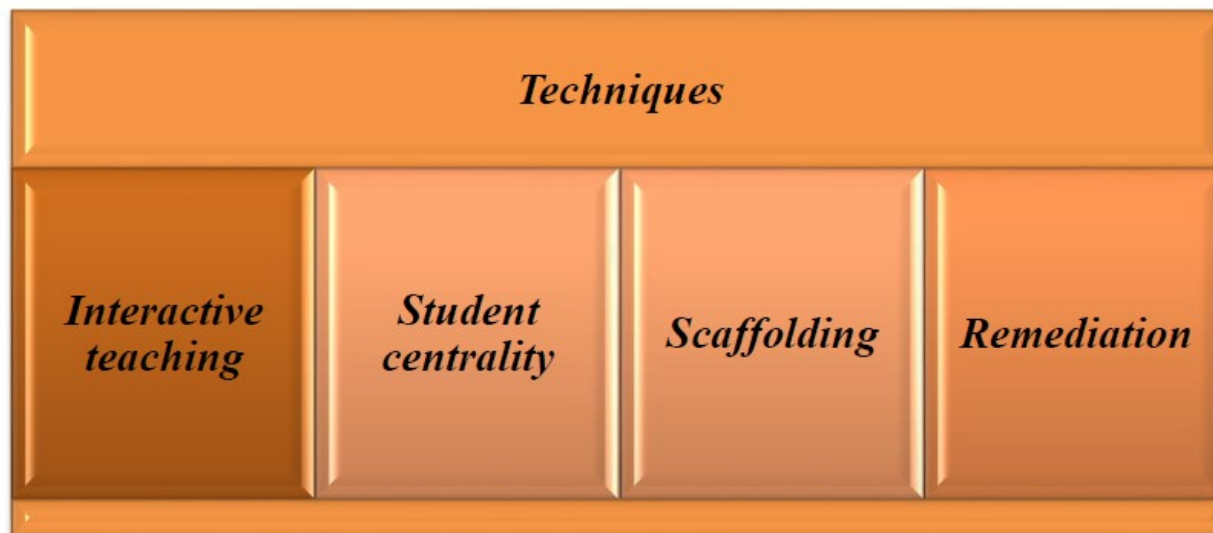 Techniques
Interactive
teaching
Student
centrality
Scaffolding
Remediation